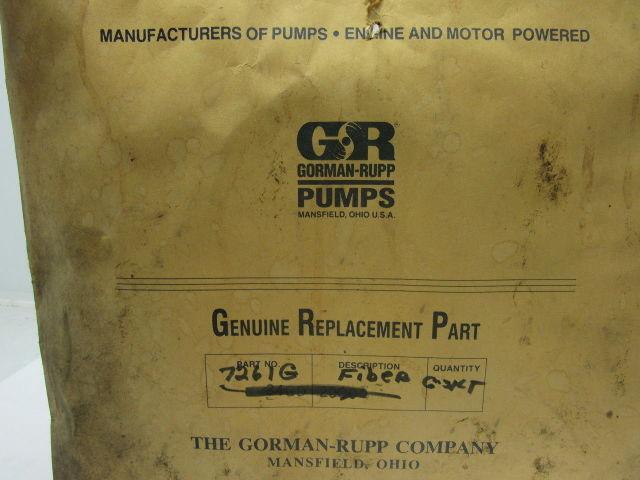 MANUFACTURERS OF PUMPS • ENGINE AND MOTOR POWERED
GR
GORMAN-RUPP
PUMPS
MANSFIELD, OHIO U.S.A.
GENUINE REPLACEMENT PART
PART NO. DESCRIPTION QUANTITY
7261G Fiber GSKT
THE GORMAN-RUPP COMPANY
MANSFIELD, OHIO